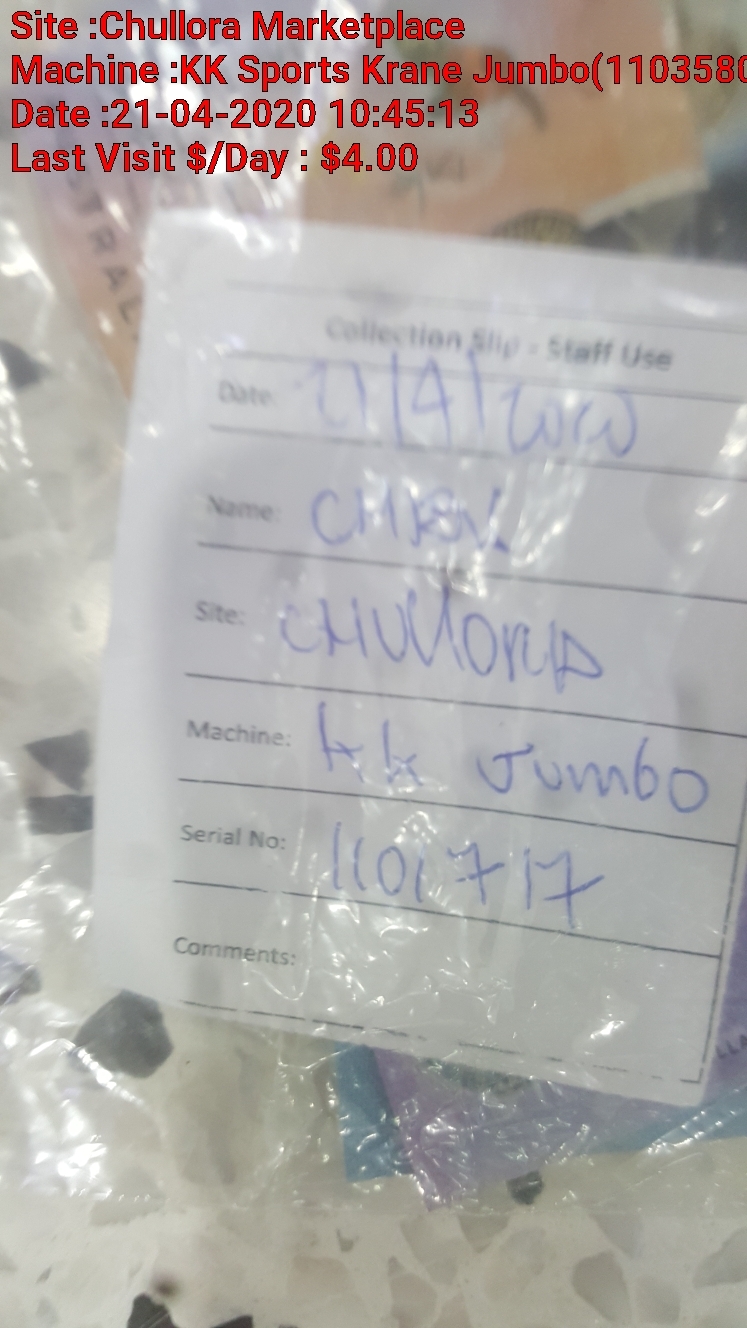 Site :Chullora Marketplace
Machine :KK Sports Krane Jumbo(1103580
Date :21-04-2020 10:45:13
Last Visit $/Day : $4.00
Collection Slip - Staff Use
Date: 21/4/2020
Name:
Site: CHUllORA
Machine: KK Jumbo
Serial No: 1101717
Comments: